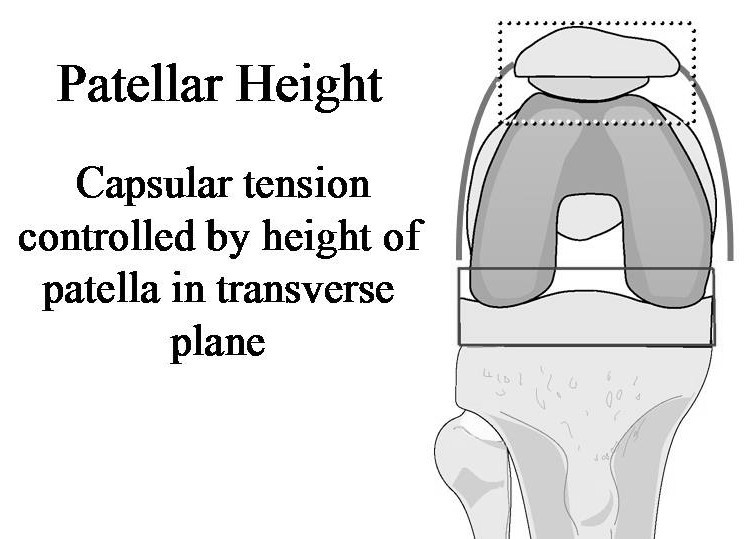 Patellar Height
Capsular tension
controlled by height of
patella in transverse
plane